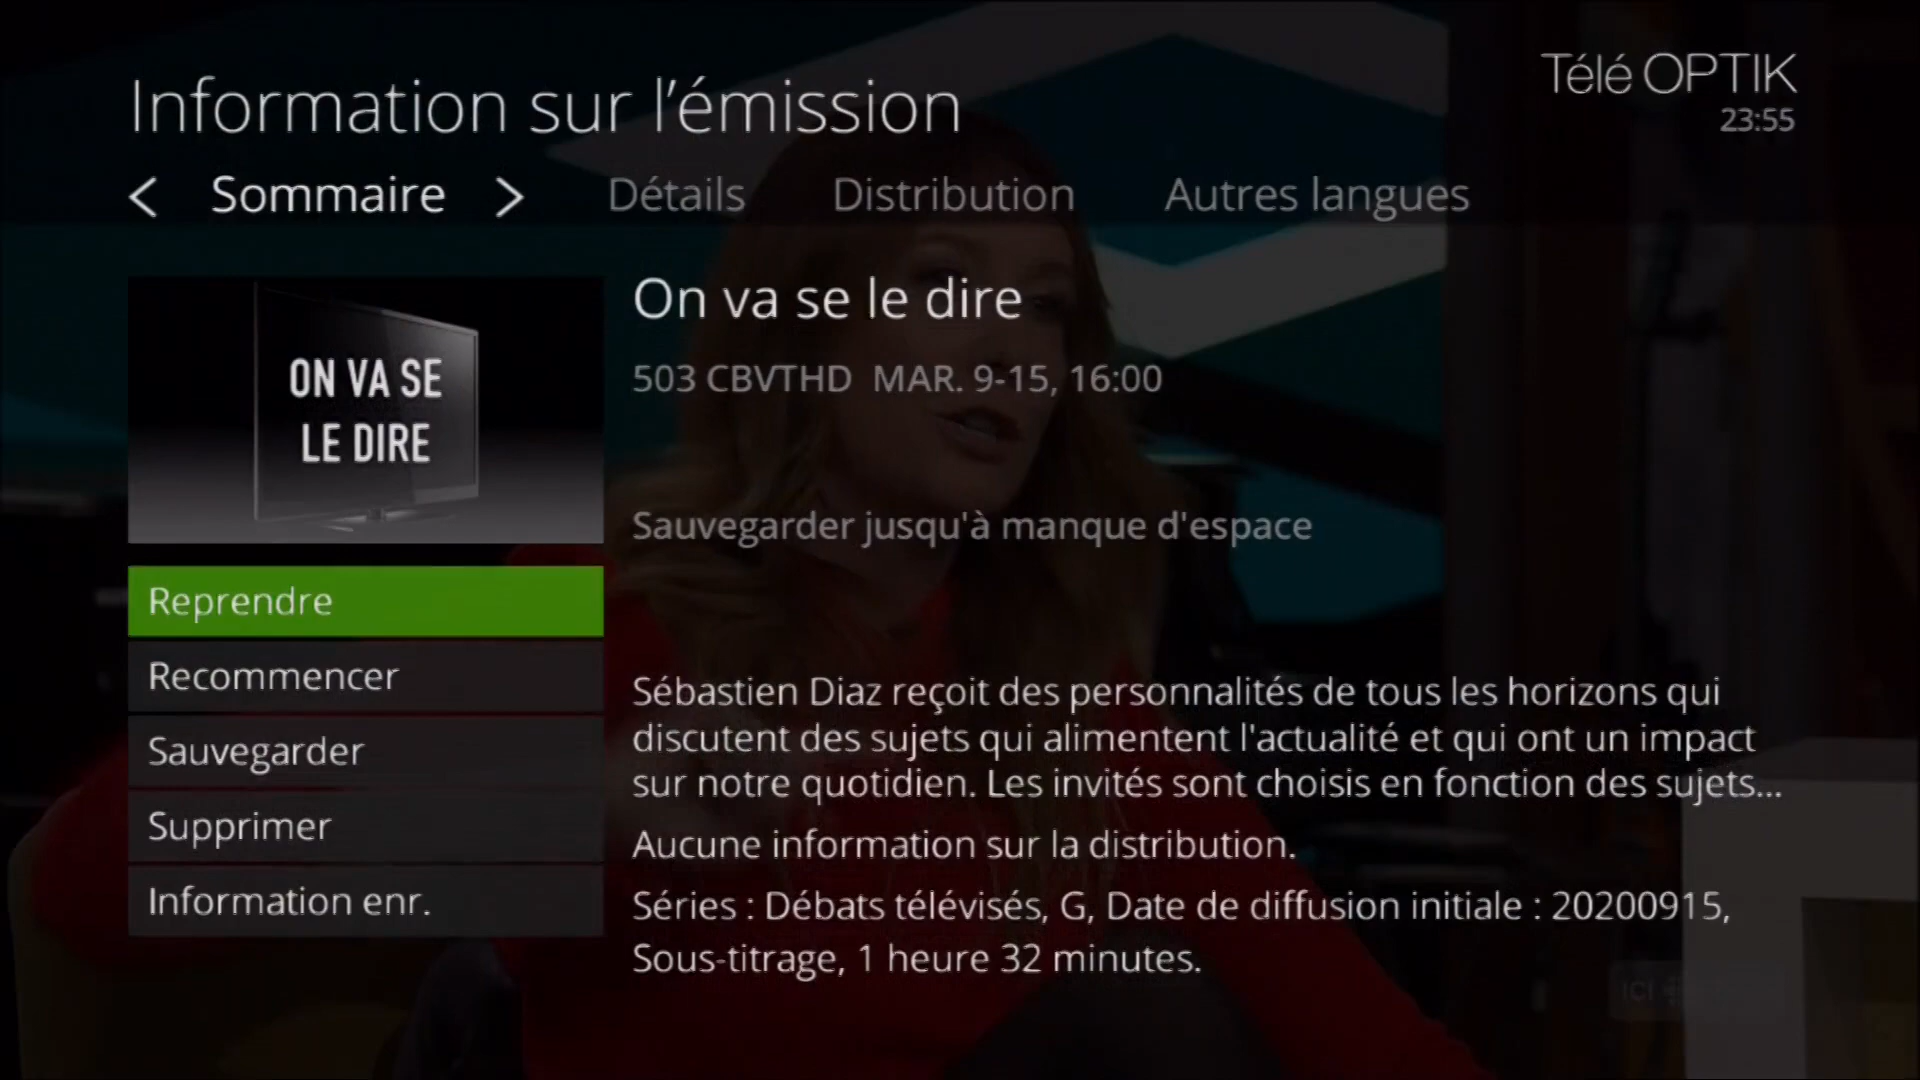 Information sur l'émission
Télé OPTIK
23:55
< Sommaire > Détails Distribution Autres langues
ON VA SE
LE DIRE
On va se le dire
503 CBVTHD MAR. 9-15, 16:00
Sauvegarder jusqu'à manque d'espace
Reprendre
Recommencer
Sauvegarder
Supprimer
Information enr.
Sébastien Diaz reçoit des personnalités de tous les horizons qui
discutent des sujets qui alimentent l'actualité et qui ont un impact
sur notre quotidien. Les invités sont choisis en fonction des sujets...
Aucune information sur la distribution.
Séries : Débats télévisés, G, Date de diffusion initiale : 20200915,
Sous-titrage, 1 heure 32 minutes.
ICI